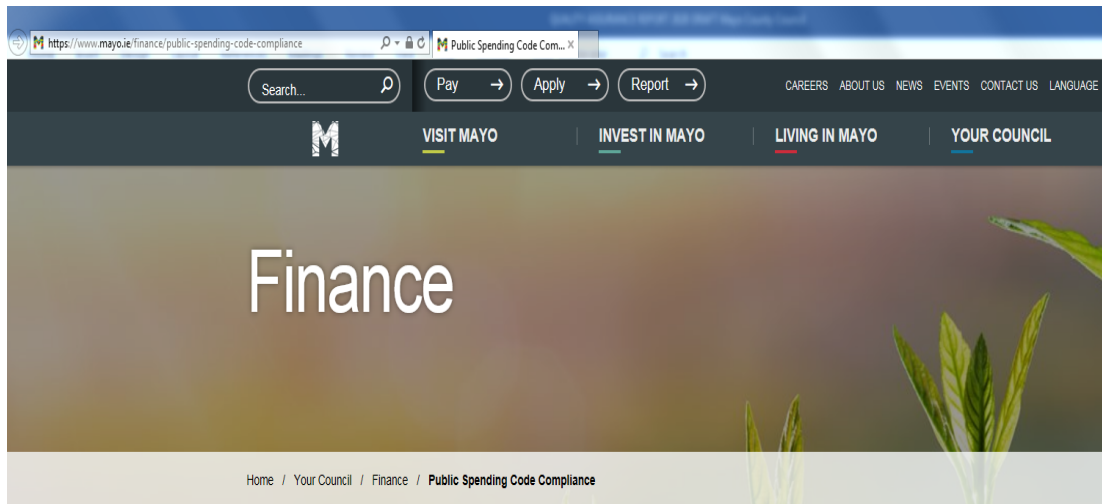 https://www.mayo.ie/finance/public-spending-code-compliance
Public Spending Code Com...
Search...
Pay
Apply
Report
CAREERS ABOUT US NEWS EVENTS CONTACT US LANGUAGE
M
VISIT MAYO
INVEST IN MAYO
LIVING IN MAYO
YOUR COUNCIL
Finance
Home / Your Council / Finance / Public Spending Code Compliance